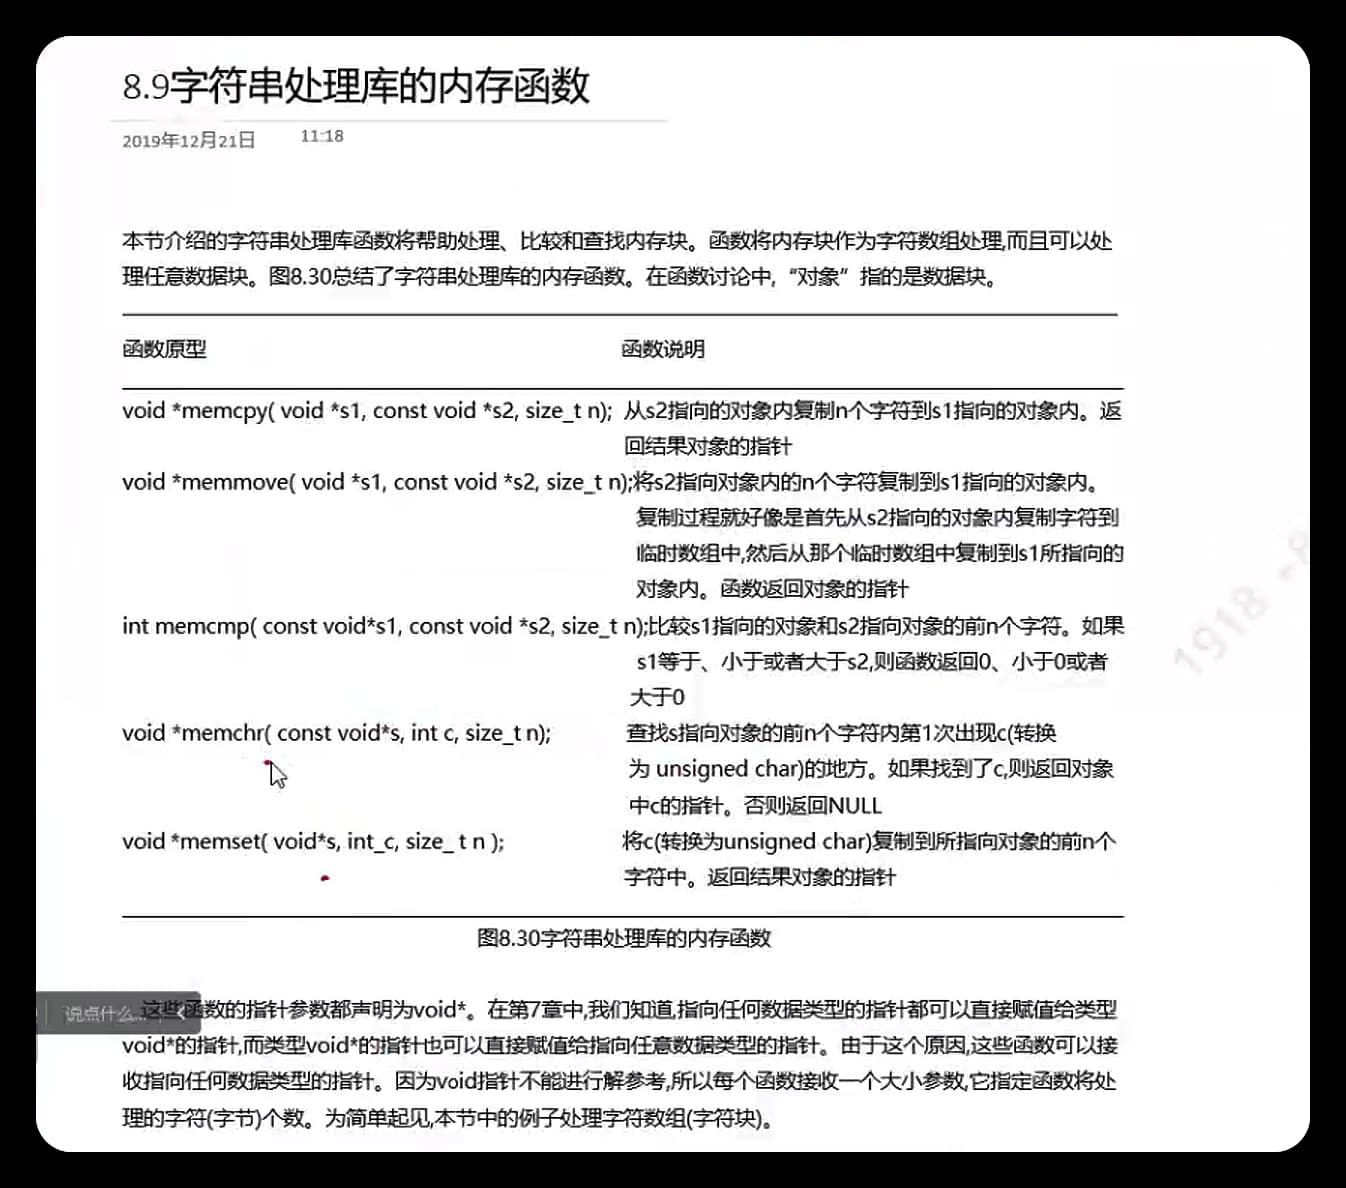 8.9字符串处理库的内存函数
2019年12月21日 11:18
本节介绍的字符串处理库函数将帮助处理、比较和查找内存块。函数将内存块作为字符数组处理,而且可以处
理任意数据块。图8.30总结了字符串处理库的内存函数。在函数讨论中,“对象”指的是数据块。
函数原型 函数说明
void *memcpy( void *s1, const void *s2, size_t n); 从s2指向的对象内复制n个字符到s1指向的对象内。返
回结果对象的指针
void *memmove( void *s1, const void *s2, size_t n);将s2指向对象内的n个字符复制到s1指向的对象内。
复制过程就好像是首先从s2指向的对象内复制字符到
临时数组中,然后从那个临时数组中复制到s1所指向的
对象内。函数返回对象的指针
int memcmp( const void*s1, const void *s2, size_t n);比较s1指向的对象和s2指向对象的前n个字符。如果
s1等于、小于或者大于s2,则函数返回0、小于0或者
大于0
void *memchr( const void*s, int c, size_t n); 查找s指向对象的前n个字符内第1次出现c(转换
为 unsigned char)的地方。如果找到了c,则返回对象
中c的指针。否则返回NULL
void *memset( void*s, int_c, size_ t n ); 将c(转换为unsigned char)复制到所指向对象的前n个
字符中。返回结果对象的指针
图8.30字符串处理库的内存函数
这些函数的指针参数都声明为void*。在第7章中,我们知道,指向任何数据类型的指针都可以直接赋值给类型
说点什么...
void*的指针,而类型void*的指针也可以直接赋值给指向任意数据类型的指针。由于这个原因,这些函数可以接
收指向任何数据类型的指针。因为void指针不能进行解参考,所以每个函数接收一个大小参数,它指定函数将处
理的字符(字节)个数。为简单起见,本节中的例子处理字符数组(字符块)。
1918